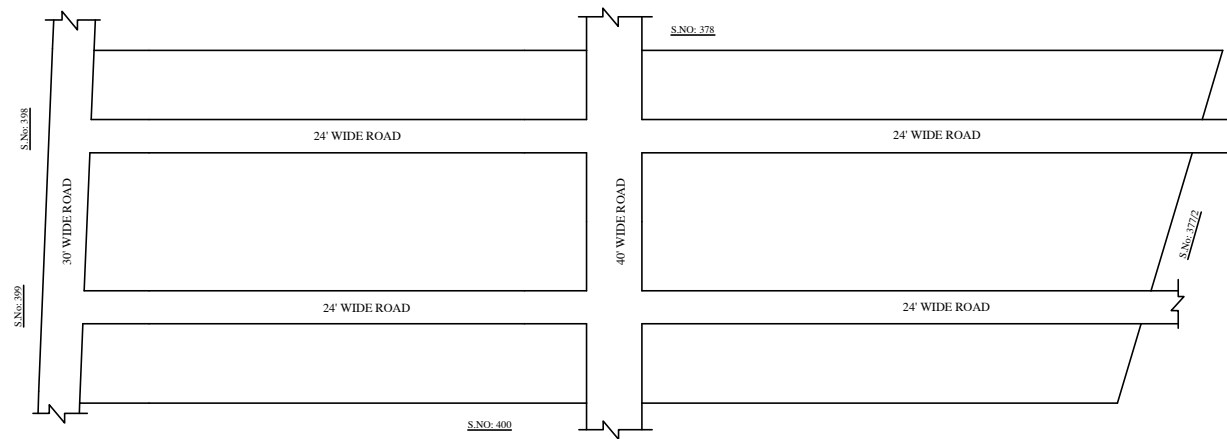 S.NO: 378
S.No: 398
24' WIDE ROAD
24' WIDE ROAD
30' WIDE ROAD
40' WIDE ROAD
S.No: 377/2
S.No: 399
24' WIDE ROAD
24' WIDE ROAD
S.NO: 400